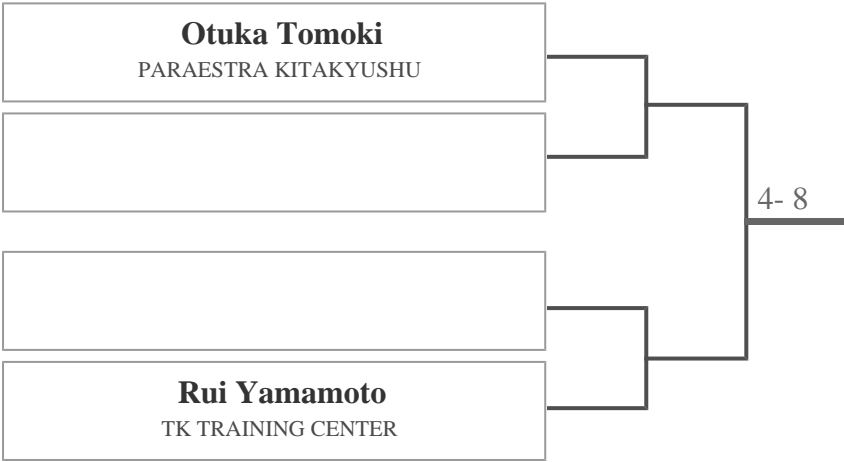 Otuka Tomoki
PARAESTRA KITAKYUSHU
4- 8
Rui Yamamoto
TK TRAINING CENTER